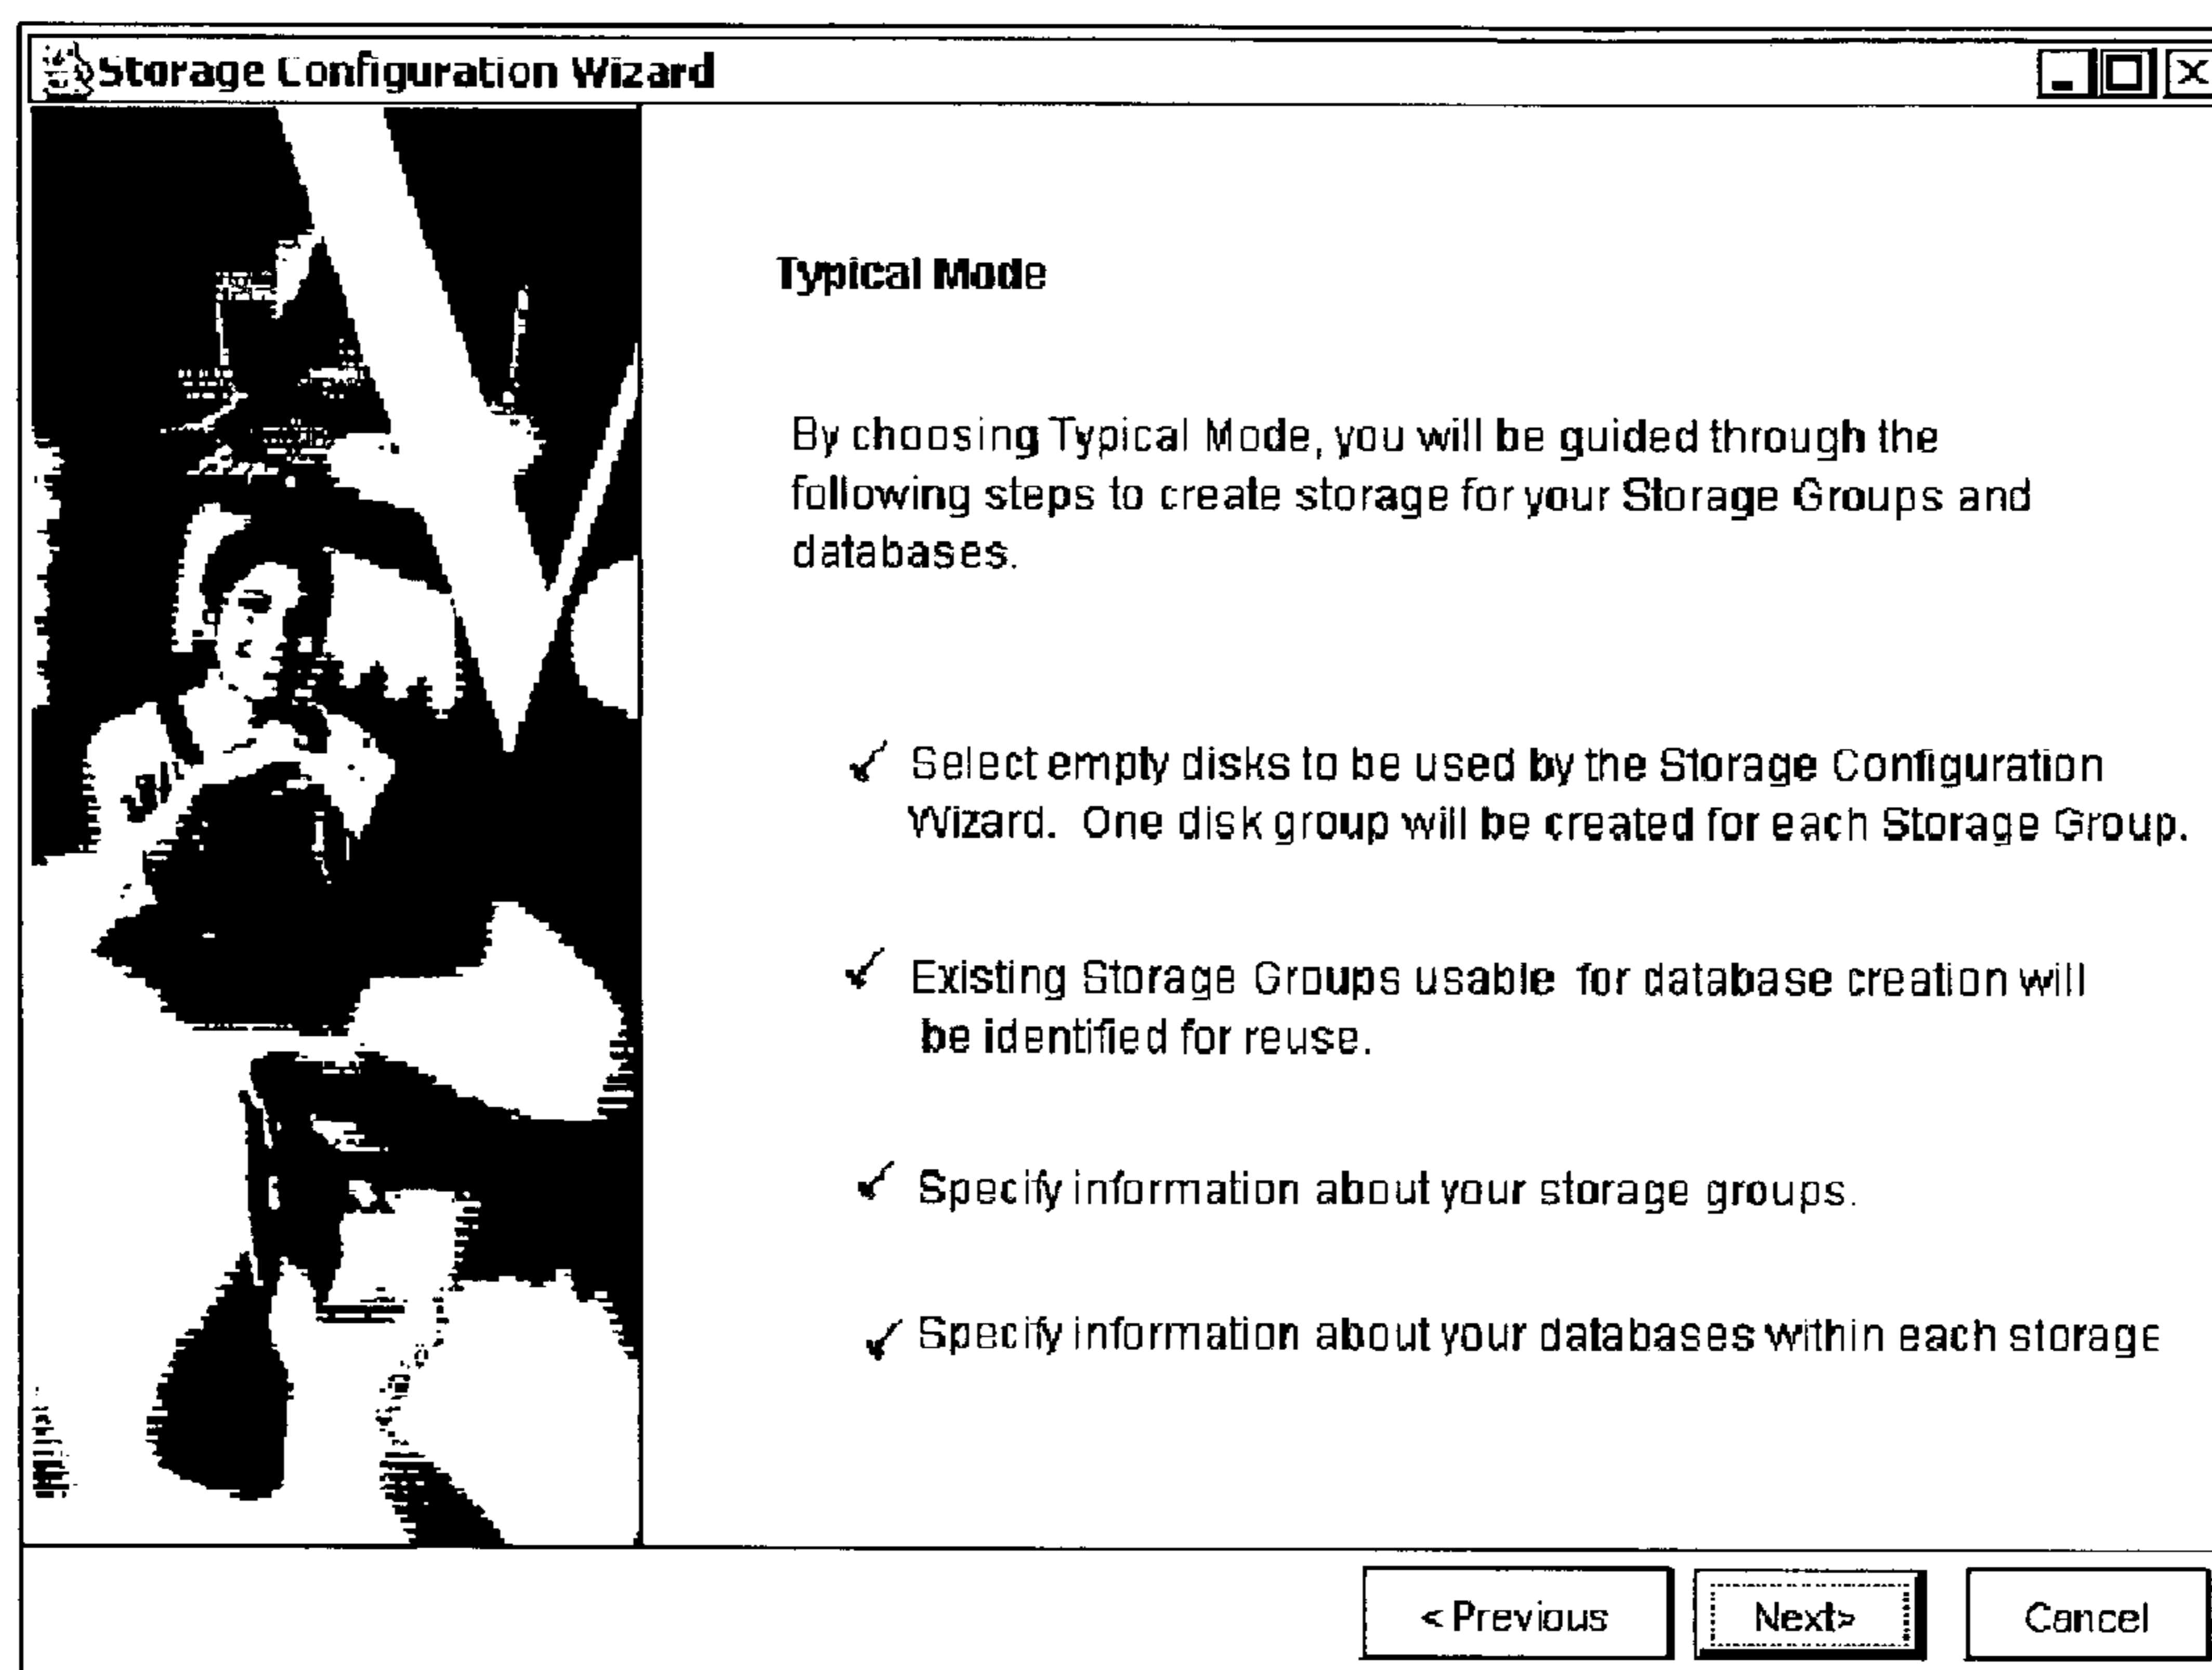 Storage Configuration Wizard
Typical Mode
By choosing Typical Mode, you will be guided through the
following steps to create storage for your Storage Groups and
databases.
✓ Select empty disks to be used by the Storage Configuration
Wizard. One disk group will be created for each Storage Group.
✓ Existing Storage Groups usable for database creation will
be identified for reuse.
✓ Specify information about your storage groups.
✓ Specify information about your databases within each storage
< Previous
Next>
Cancel